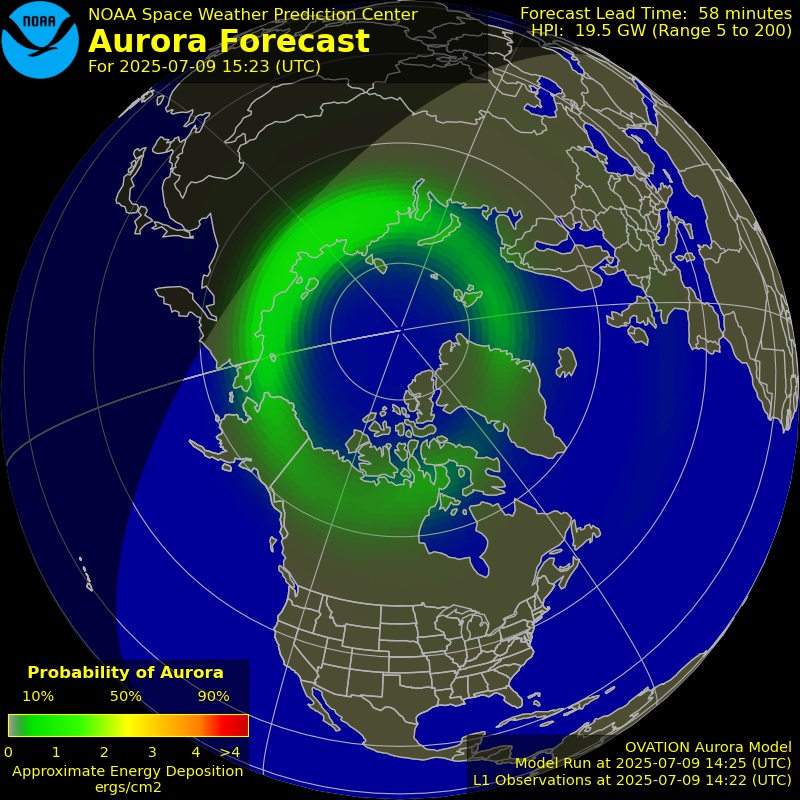 NOAA
NOAA Space Weather Prediction Center
Aurora Forecast
For 2025-07-09 15:23 (UTC)
Forecast Lead Time: 58 minutes
HPI: 19.5 GW (Range 5 to 200)
Probability of Aurora
10% 50% 90%
0 1 2 3 4 >4
Approximate Energy Deposition
ergs/cm2
OVATION Aurora Model
Model Run at 2025-07-09 14:25 (UTC)
L1 Observations at 2025-07-09 14:22 (UTC)